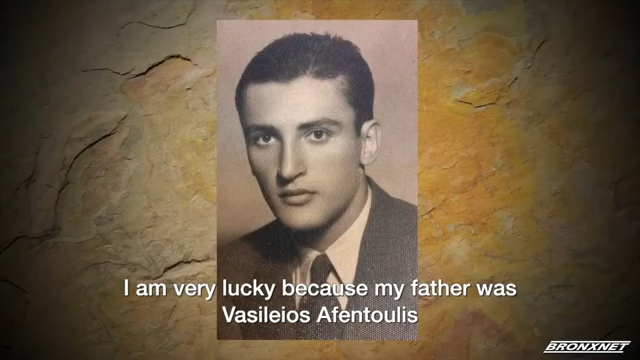 I am very lucky because my father was
Vasileios Afentoulis
BRONXNET